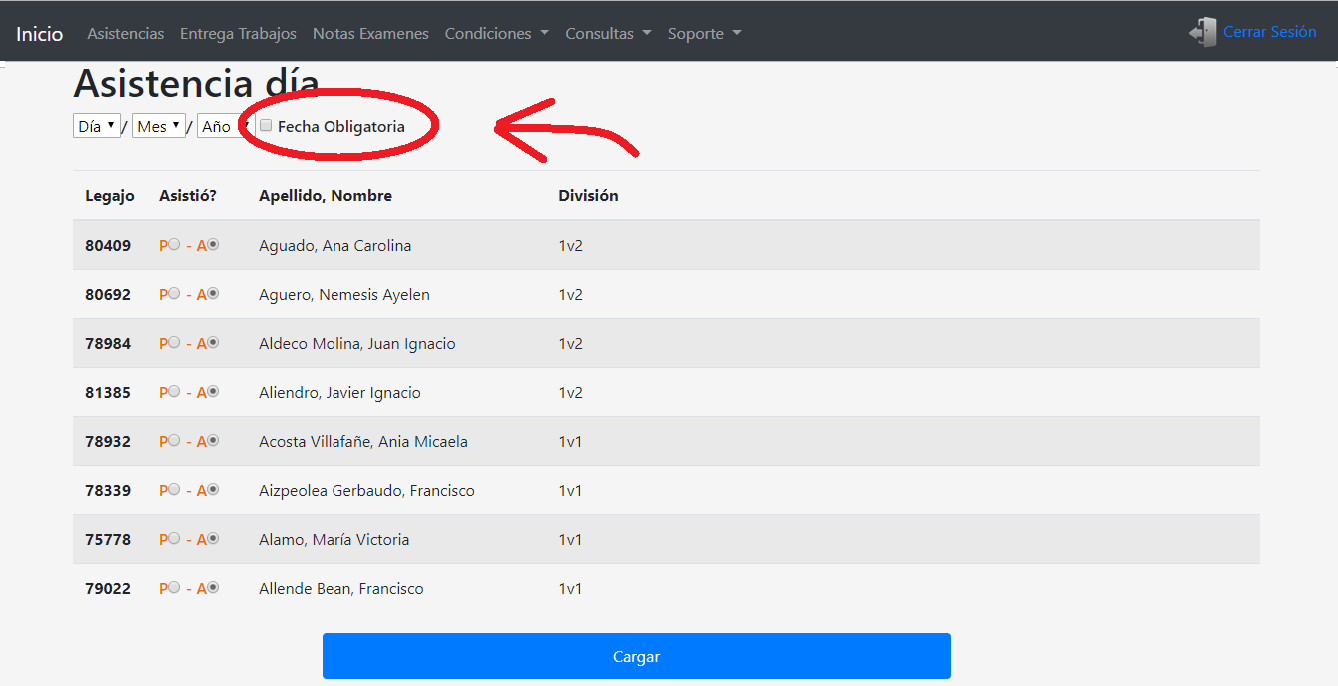 Inicio Asistencias Entrega Trabajos Notas Examenes Condiciones Consultas Soporte Cerrar Sesión
Asistencia día
Día / Mes / Año Fecha Obligatoria
Legajo Asistió? Apellido, Nombre División
80409 P - A Aguado, Ana Carolina 1v2
80692 P - A Aguero, Nemesis Ayelen 1v2
78984 P - A Aldeco Molina, Juan Ignacio 1v2
81385 P - A Aliendro, Javier Ignacio 1v2
78932 P - A Acosta Villafañe, Ania Micaela 1v1
78339 P - A Aizpeolea Gerbaudo, Francisco 1v1
75778 P - A Alamo, María Victoria 1v1
79022 P - A Allende Bean, Francisco 1v1
Cargar